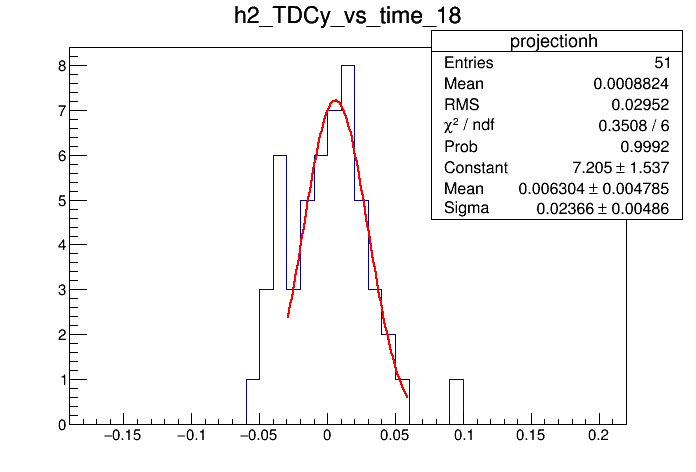 h2_TDCy_vs_time_18
projectionh
Entries 51
Mean 0.0008824
RMS 0.02952
χ² / ndf 0.3508 / 6
Prob 0.9992
Constant 7.205 ± 1.537
Mean 0.006304 ± 0.004785
Sigma 0.02366 ± 0.00486
8
7
6
5
4
3
2
1
0
−0.15 −0.1 −0.05 0 0.05 0.1 0.15 0.2